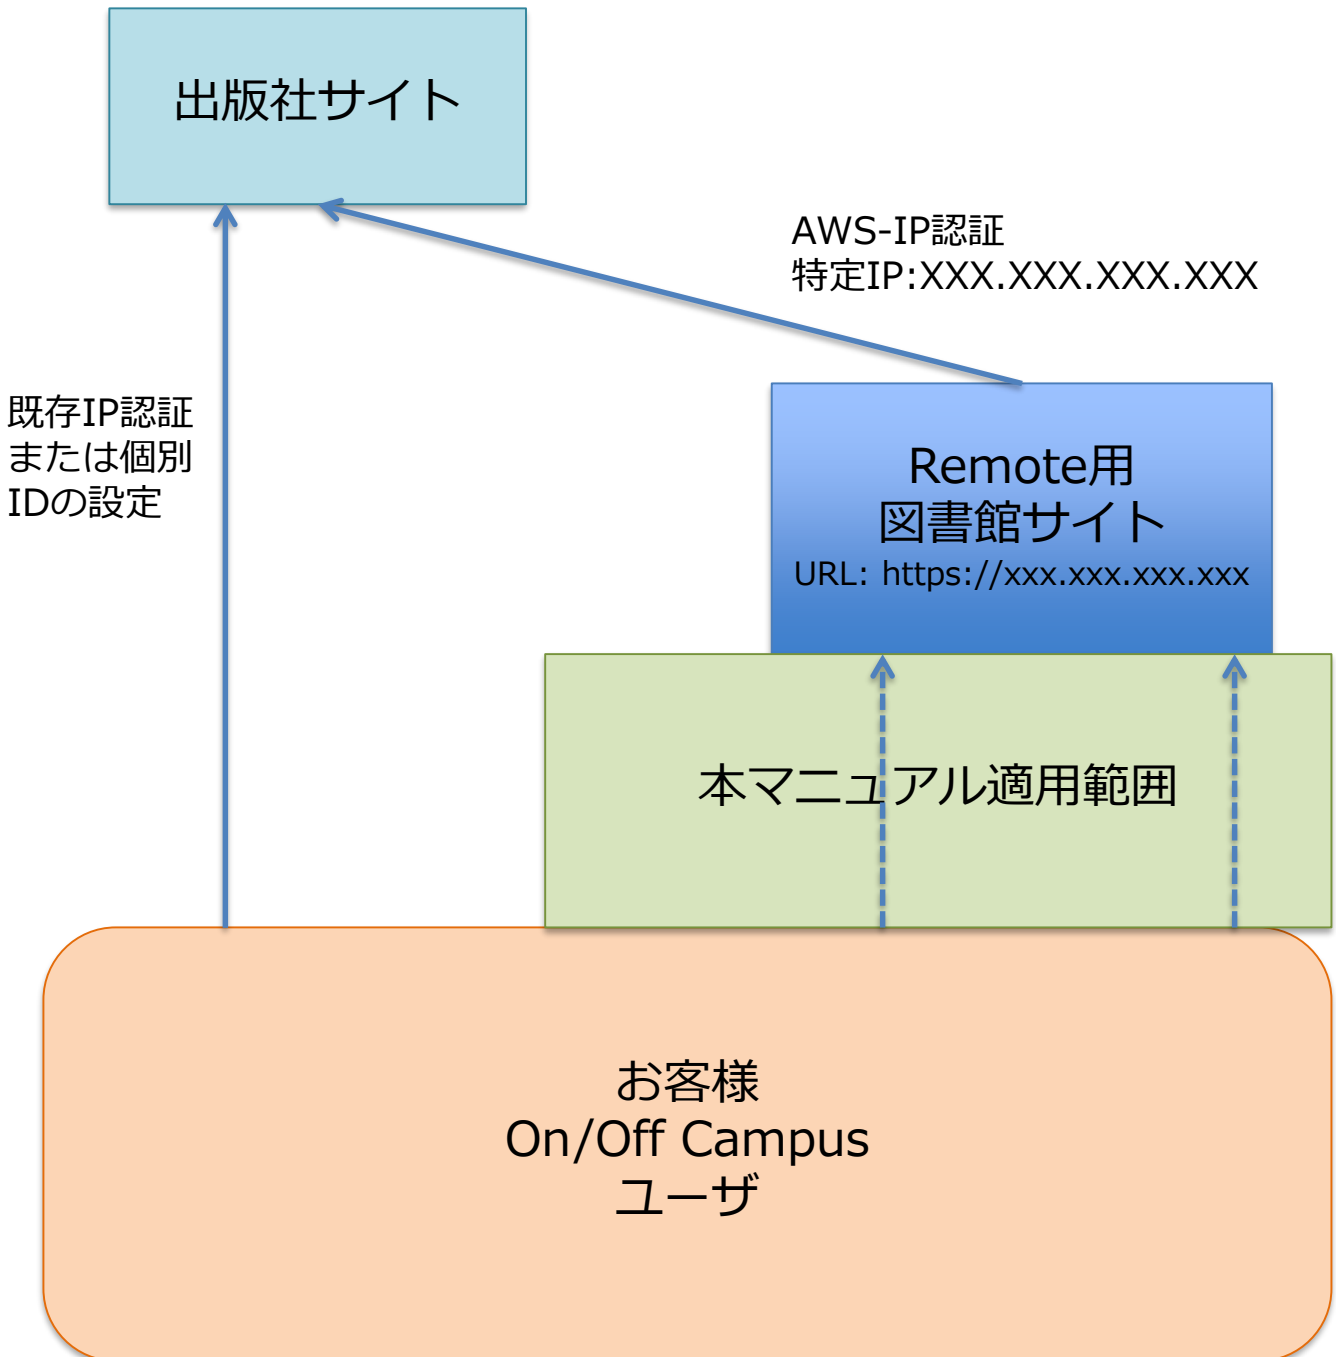 出版社サイト
AWS-IP認証
特定IP:XXX.XXX.XXX.XXX
既存IP認証
または個別
IDの設定
Remote用
図書館サイト
URL: https://xxx.xxx.xxx.xxx
本マニュアル適用範囲
お客様
On/Off Campus
ユーザ